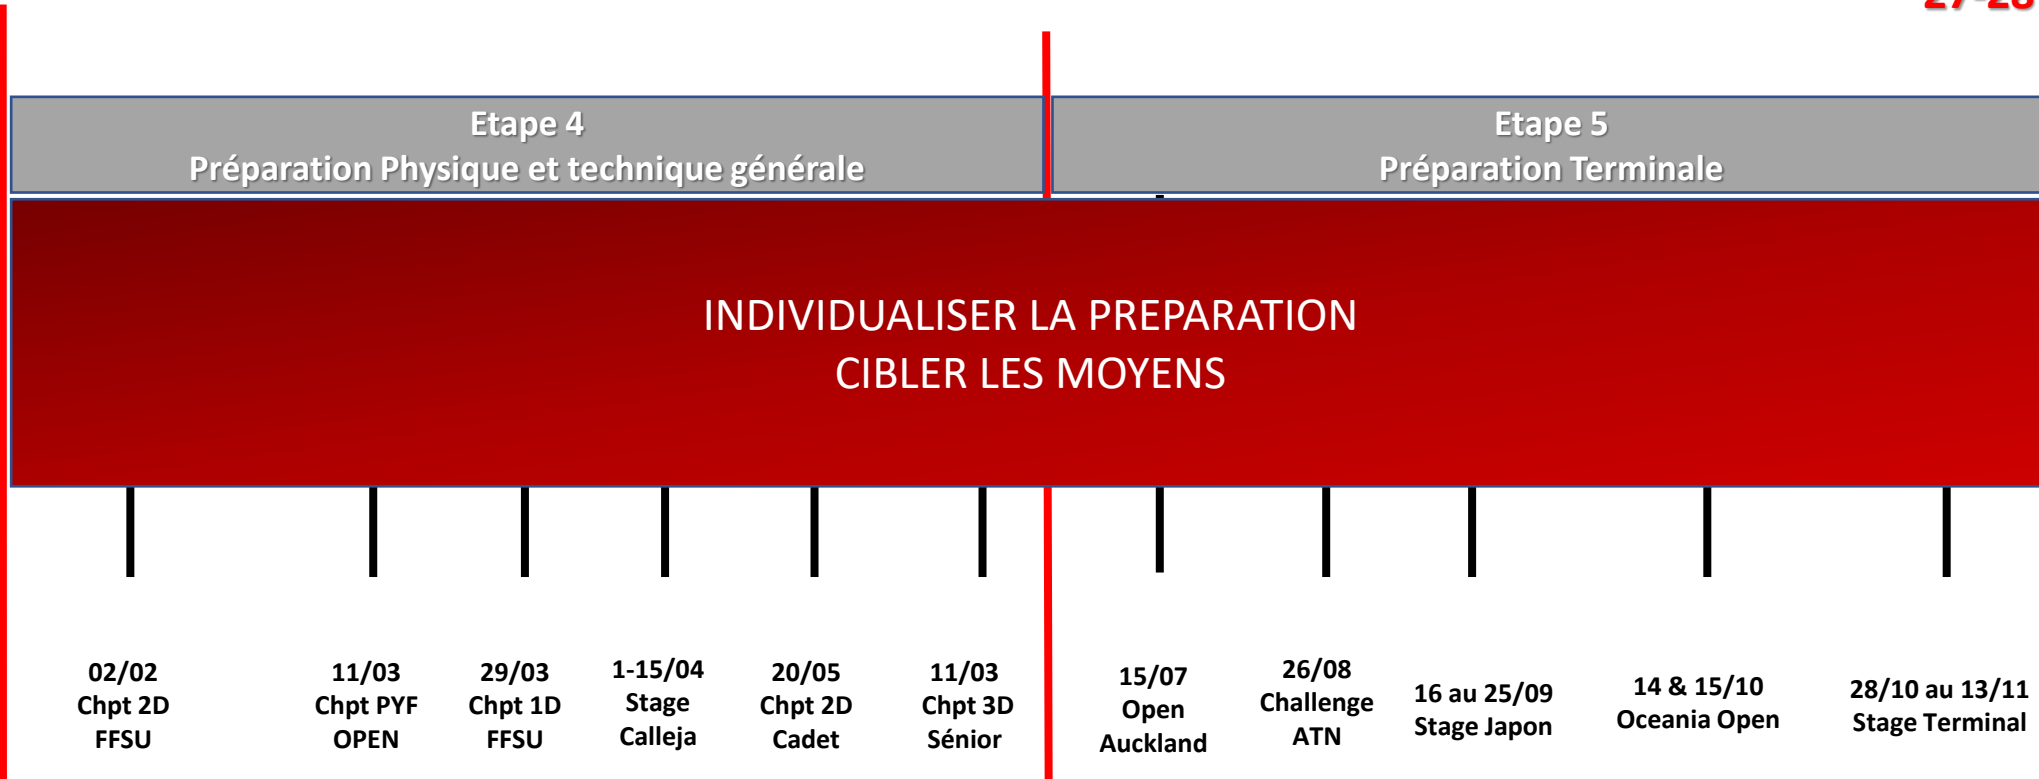 27-28
Etape 4
Préparation Physique et technique générale
Etape 5
Préparation Terminale
INDIVIDUALISER LA PREPARATION
CIBLER LES MOYENS
02/02
Chpt 2D
FFSU
11/03
Chpt PYF
OPEN
29/03
Chpt 1D
FFSU
1-15/04
Stage
Calleja
20/05
Chpt 2D
Cadet
11/03
Chpt 3D
Sénior
15/07
Open
Auckland
26/08
Challenge
ATN
16 au 25/09
Stage Japon
14 & 15/10
Oceania Open
28/10 au 13/11
Stage Terminal